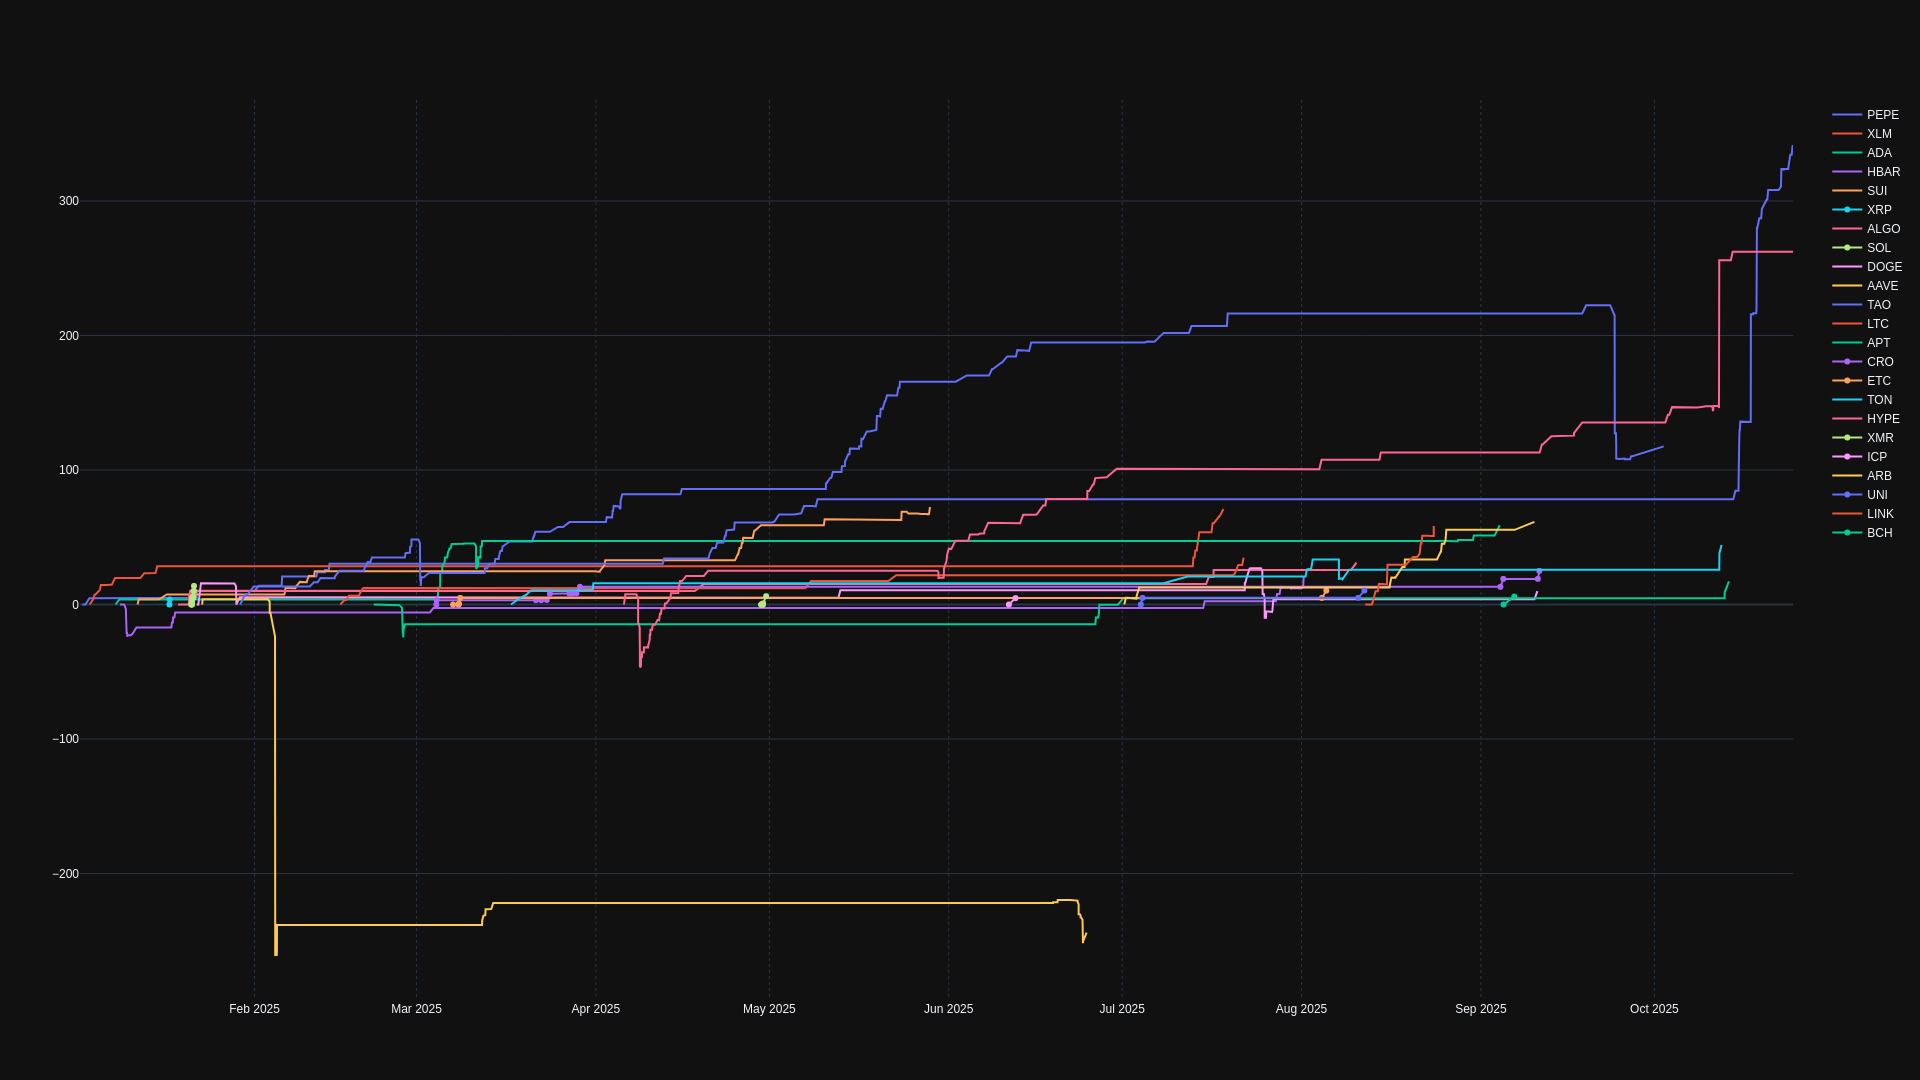 300
200
100
0
−100
−200
Feb 2025
Mar 2025
Apr 2025
May 2025
Jun 2025
Jul 2025
Aug 2025
Sep 2025
Oct 2025
PEPE
XLM
ADA
HBAR
SUI
XRP
ALGO
SOL
DOGE
AAVE
TAO
LTC
APT
CRO
ETC
TON
HYPE
XMR
ICP
ARB
UNI
LINK
BCH